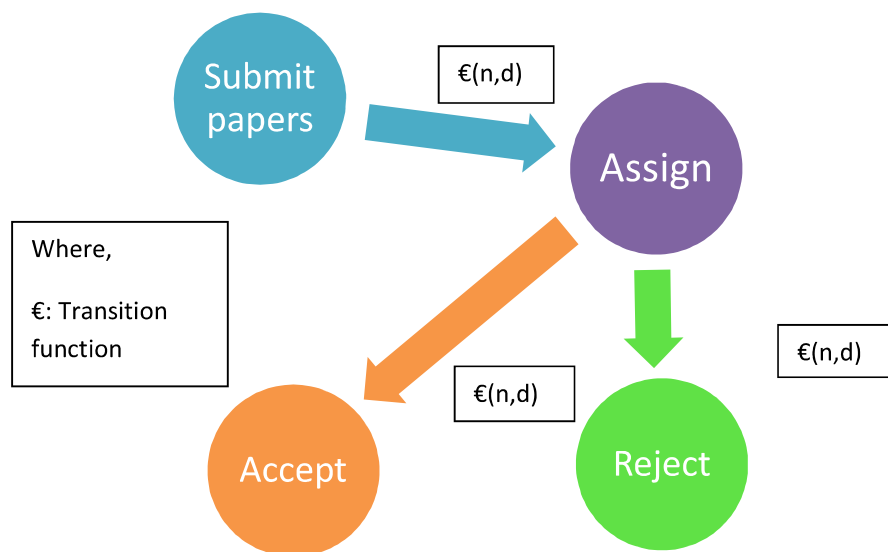 Submit
papers
€(n,d)
Assign
Where,
€: Transition
function
€(n,d)
€(n,d)
Accept
Reject